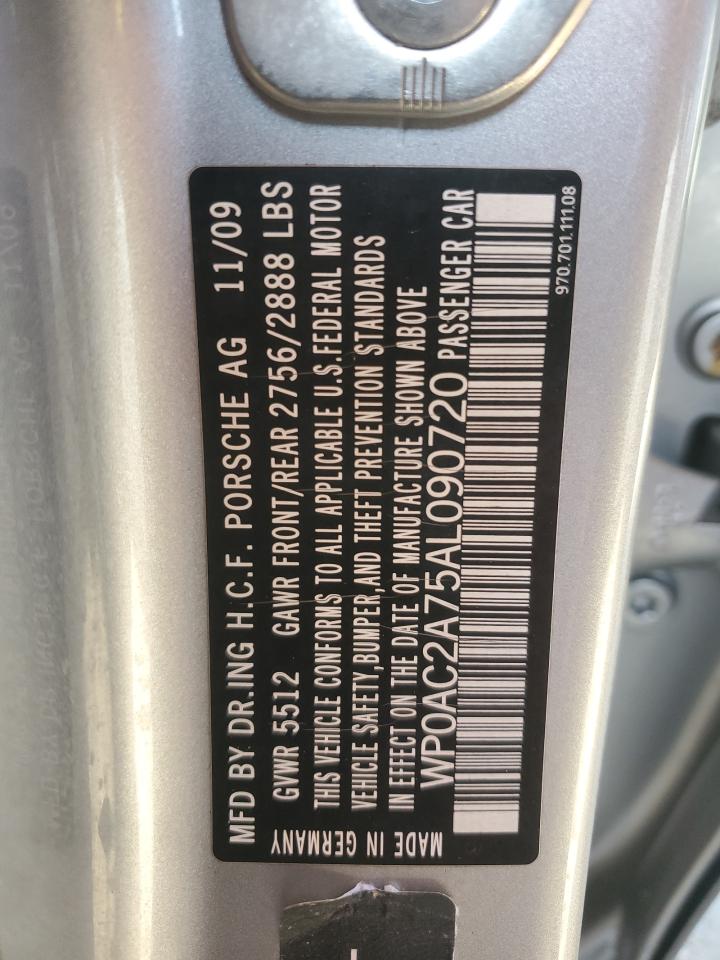 MFD BY DR.ING H.C.F. PORSCHE AG 11/09
GVWR 5512 GAWR FRONT/REAR 2756/2888 LBS
THIS VEHICLE CONFORMS TO ALL APPLICABLE U.S.FEDERAL MOTOR
VEHICLE SAFETY,BUMPER,AND THEFT PREVENTION STANDARDS
IN EFFECT ON THE DATE OF MANUFACTURE SHOWN ABOVE
WP0AC2A75AL090720 PASSENGER CAR
970.701.111.08
MADE IN GERMANY